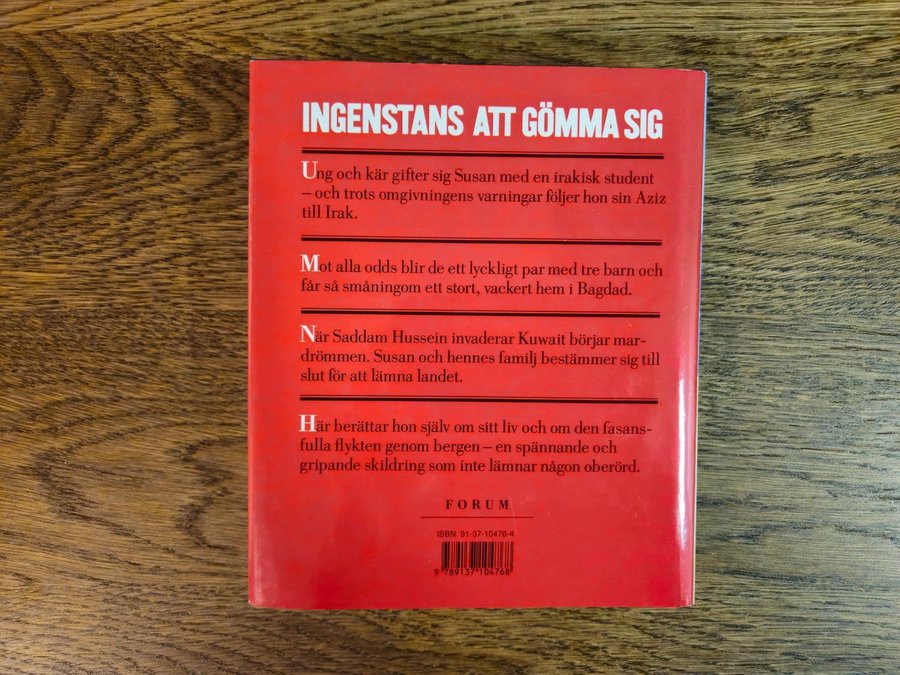 INGENSTANS ATT GÖMMA SIG
Ung och kär gifter sig Susan med en irakisk student
– och trots omgivningens varningar följer hon sin Aziz
till Irak.
Mot alla odds blir de ett lyckligt par med tre barn och
får så småningom ett stort, vackert hem i Bagdad.
När Saddam Hussein invaderar Kuwait börjar mar-
drömmen. Susan och hennes familj bestämmer sig till
slut för att lämna landet.
Här berättar hon själv om sitt liv och om den fasans-
fulla flykten genom bergen – en spännande och
gripande skildring som inte lämnar någon oberörd.
FORUM
ISBN 91-37-10476-4
9 789137 104768